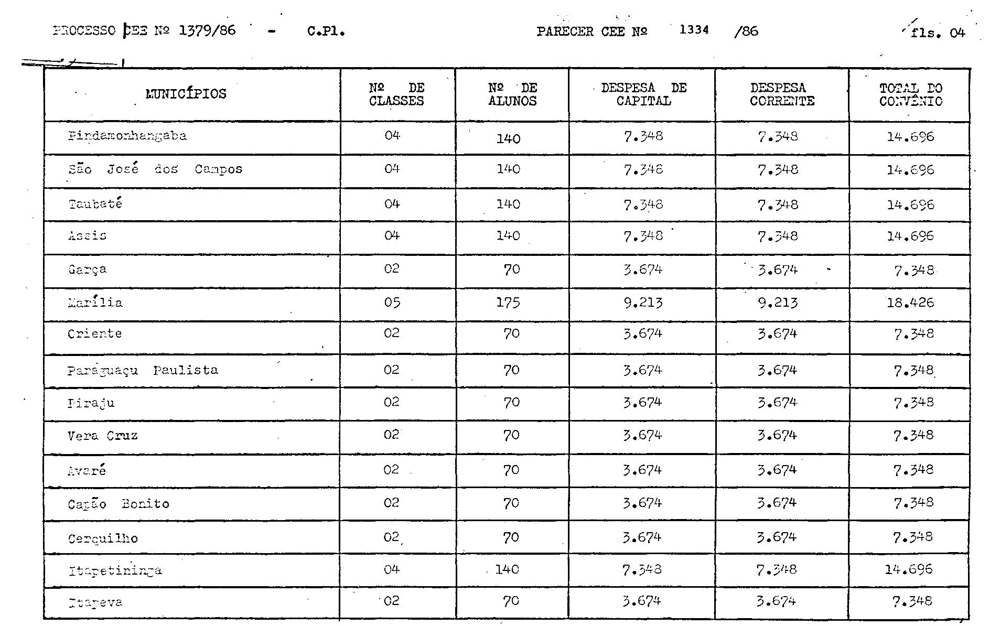 PROCESSO CEE Nº 1379/86 - C.Pl. PARECER CEE Nº 1334 /86 fls. 04
MUNICÍPIOS Nº DE CLASSES Nº DE ALUNOS DESPESA DE CAPITAL DESPESA CORRENTE TOTAL DO CONVÊNIO
Pindamonhangaba 04 140 7.348 7.348 14.696
São José dos Campos 04 140 7.348 7.348 14.696
Taubaté 04 140 7.348 7.348 14.696
Assis 04 140 7.348 7.348 14.696
Garça 02 70 3.674 3.674 7.348
Marília 05 175 9.213 9.213 18.426
Oriente 02 70 3.674 3.674 7.348
Paraguaçu Paulista 02 70 3.674 3.674 7.348
Piraju 02 70 3.674 3.674 7.348
Vera Cruz 02 70 3.674 3.674 7.348
Avaré 02 70 3.674 3.674 7.348
Capão Bonito 02 70 3.674 3.674 7.348
Cerquilho 02 70 3.674 3.674 7.348
Itapetininga 04 140 7.348 7.348 14.696
Itapeva 02 70 3.674 3.674 7.348